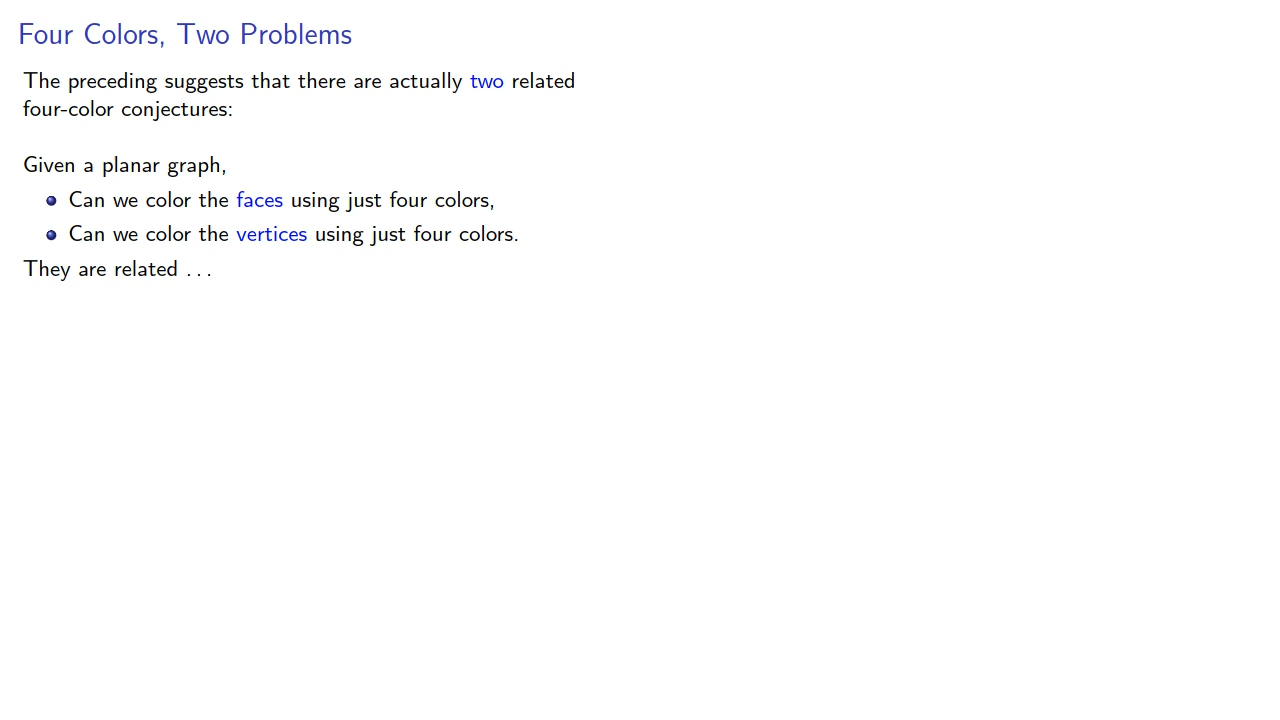 Four Colors, Two Problems
The preceding suggests that there are actually two related
four-color conjectures:
Given a planar graph,
Can we color the faces using just four colors,
Can we color the vertices using just four colors.
They are related ...